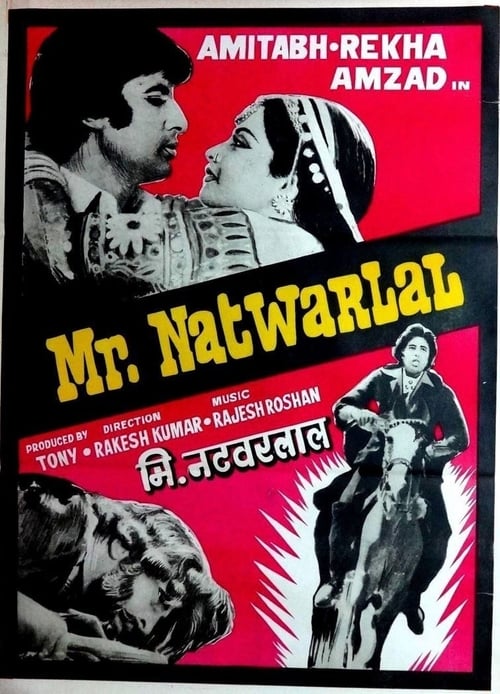 AMITABH•REKHA
AMZAD IN
Mr. NatwarLaL
PRODUCED BY DIRECTION MUSIC
TONY • RAKESH KUMAR • RAJESH ROSHAN
मि.नटवरलाल